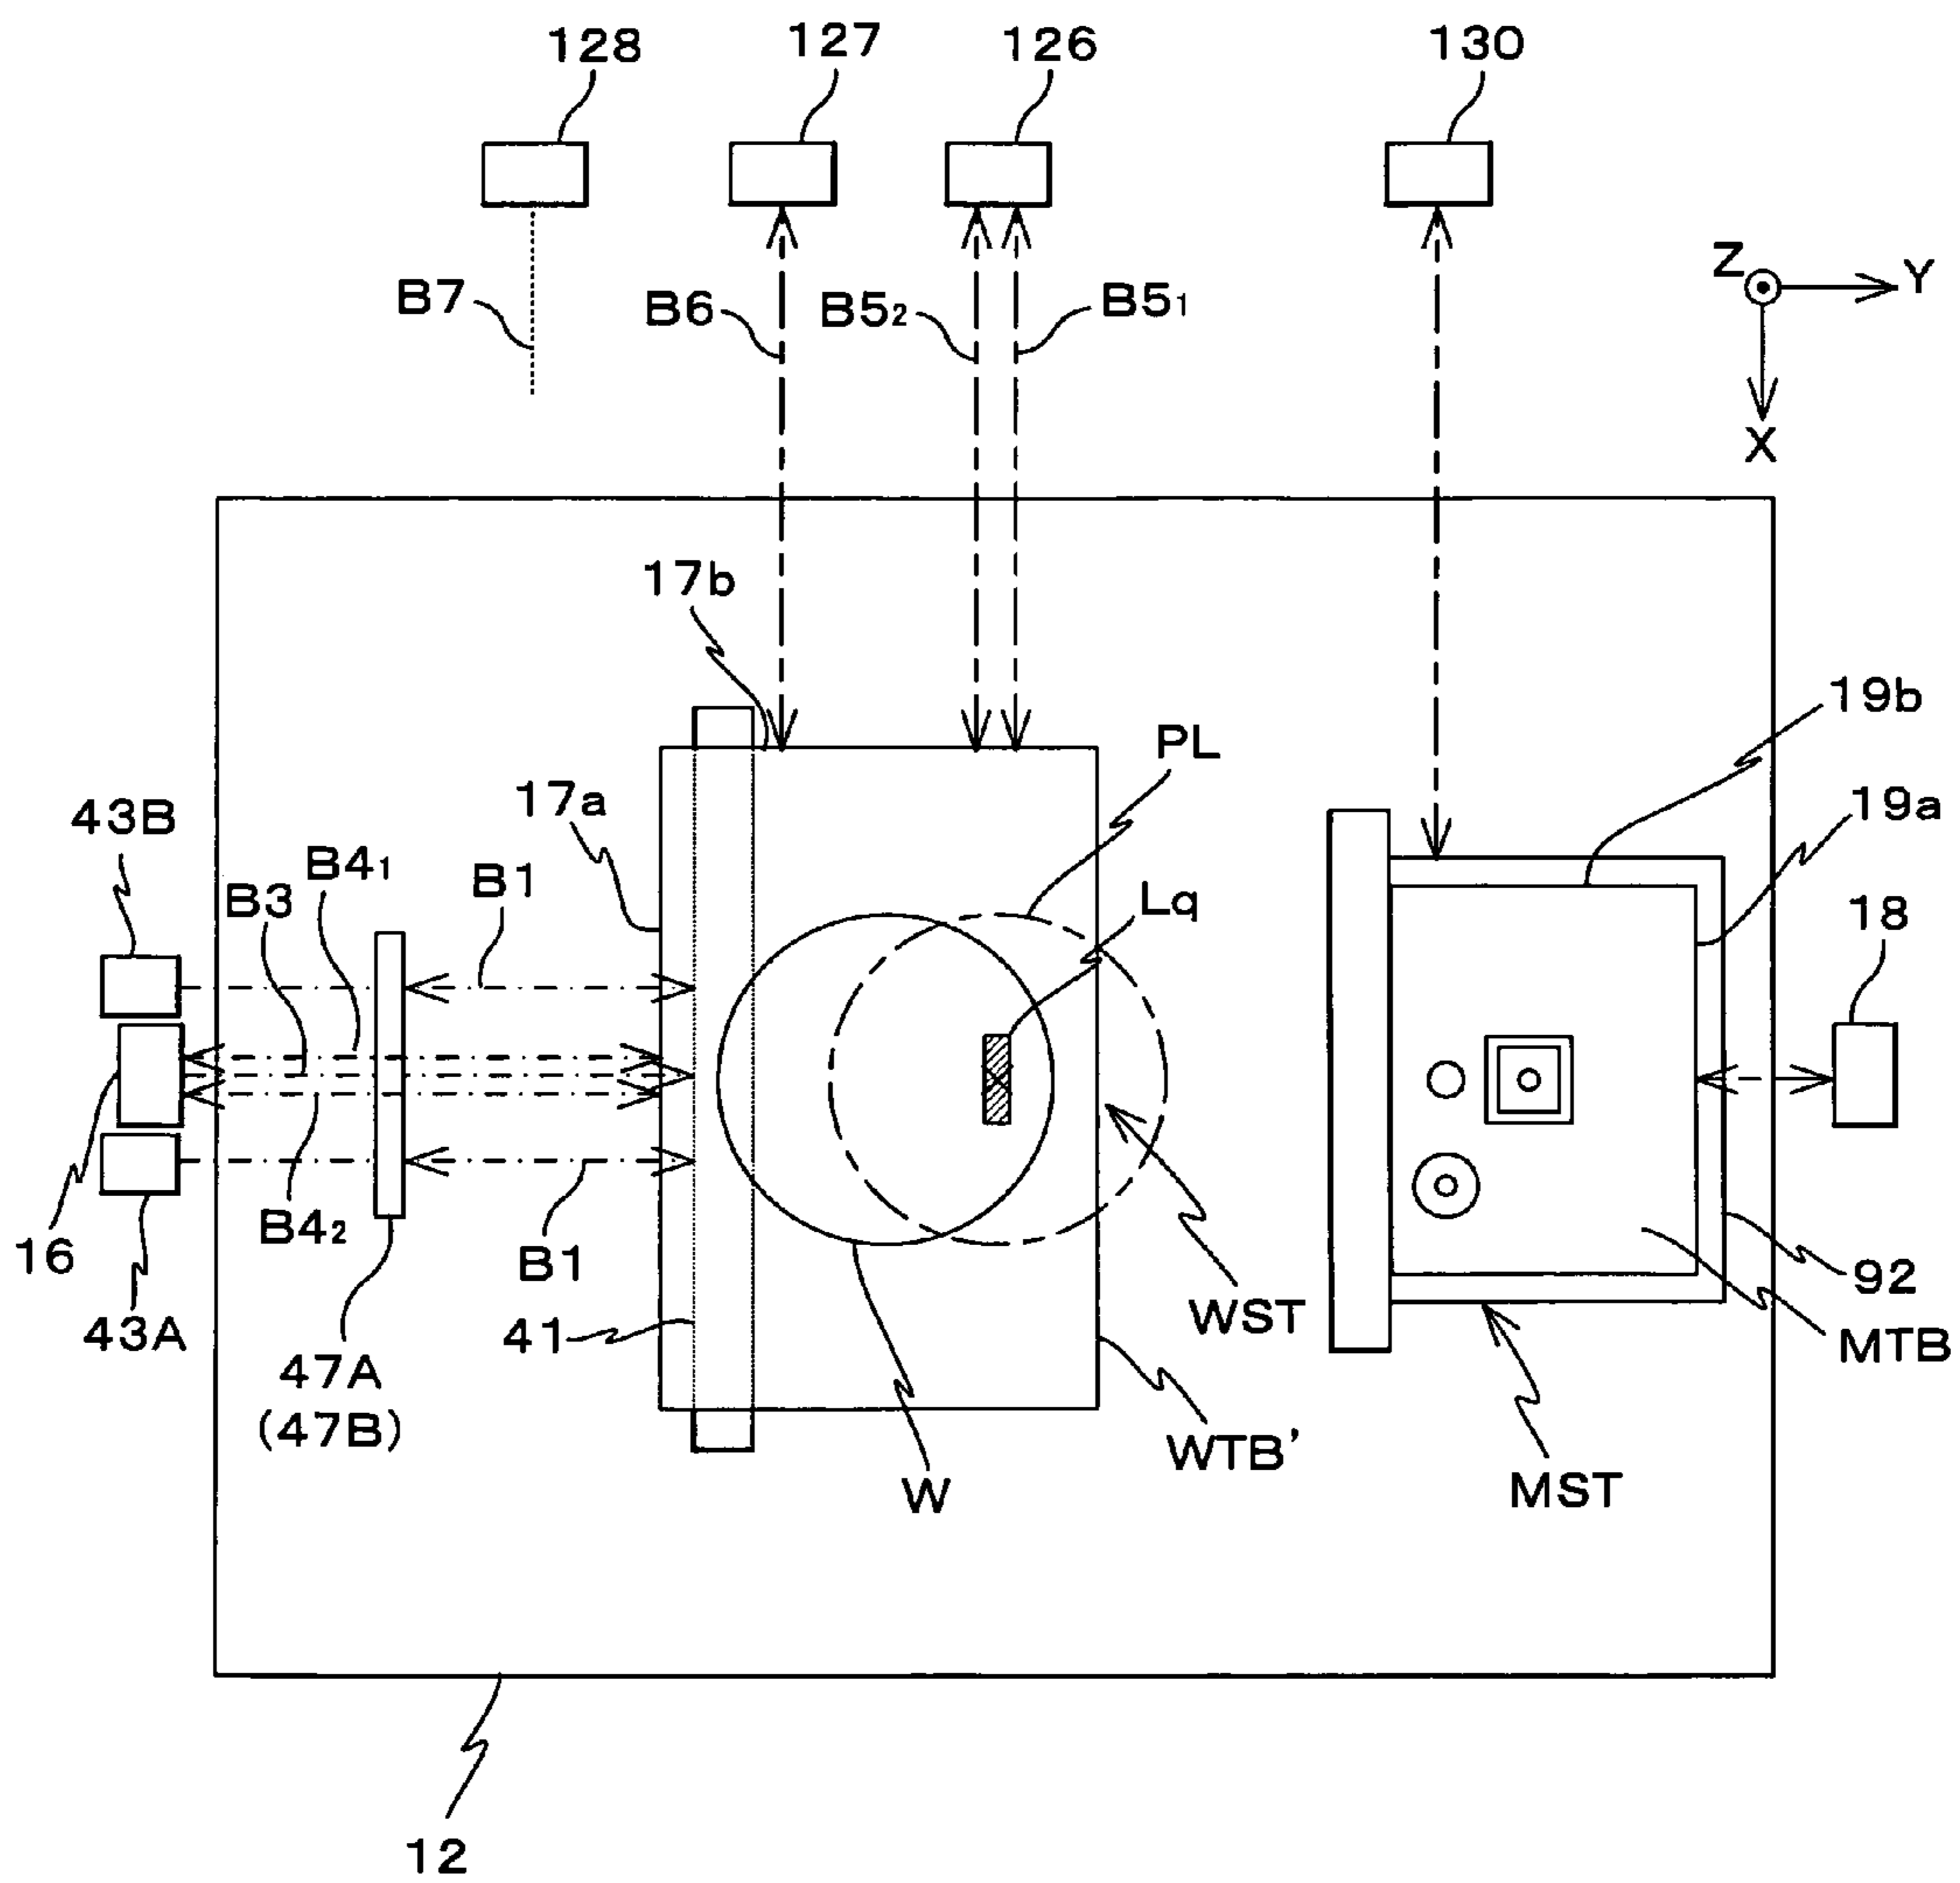 128 127 126 130
Z Y
B7 B6 B5₂ B5₁
X
17b
19b
PL
17a 19a
43B
B4₁ B1
B3 Lq 18
16 B4₂ B1 92
WST
43A 41 MTB
47A
(47B) WTB’
W MST
12